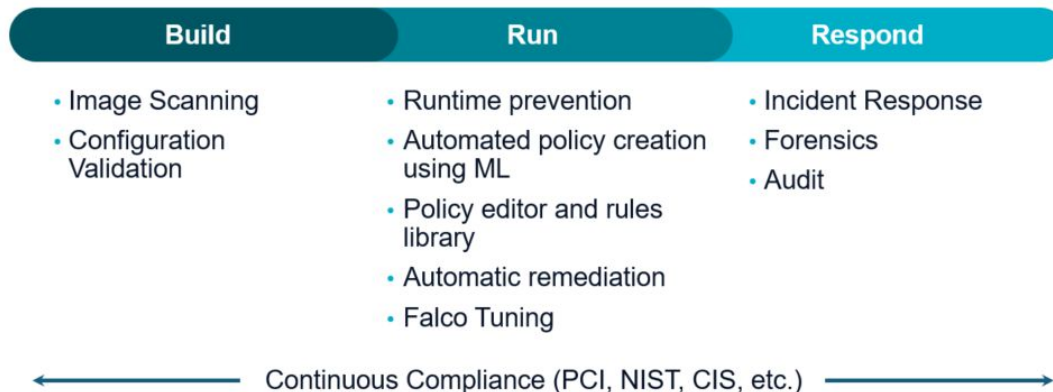 Build
Run
Respond
• Image Scanning
• Configuration
Validation
• Runtime prevention
• Automated policy creation
using ML
• Policy editor and rules
library
• Automatic remediation
• Falco Tuning
• Incident Response
• Forensics
• Audit
Continuous Compliance (PCI, NIST, CIS, etc.)